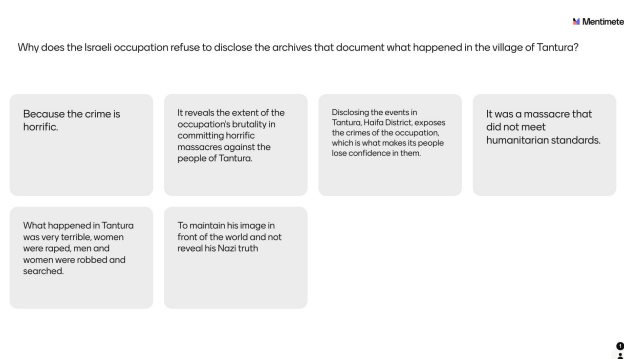 Mentimete
Why does the Israeli occupation refuse to disclose the archives that document what happened in the village of Tantura?
Because the crime is
horrific.
It reveals the extent of the
occupation's brutality in
committing horrific
massacres against the
people of Tantura.
Disclosing the events in
Tantura, Haifa District, exposes
the crimes of the occupation,
which is what makes its people
lose confidence in them.
It was a massacre that
did not meet
humanitarian standards.
What happened in Tantura
was very terrible, women
were raped, men and
women were robbed and
searched.
To maintain his image in
front of the world and not
reveal his Nazi truth